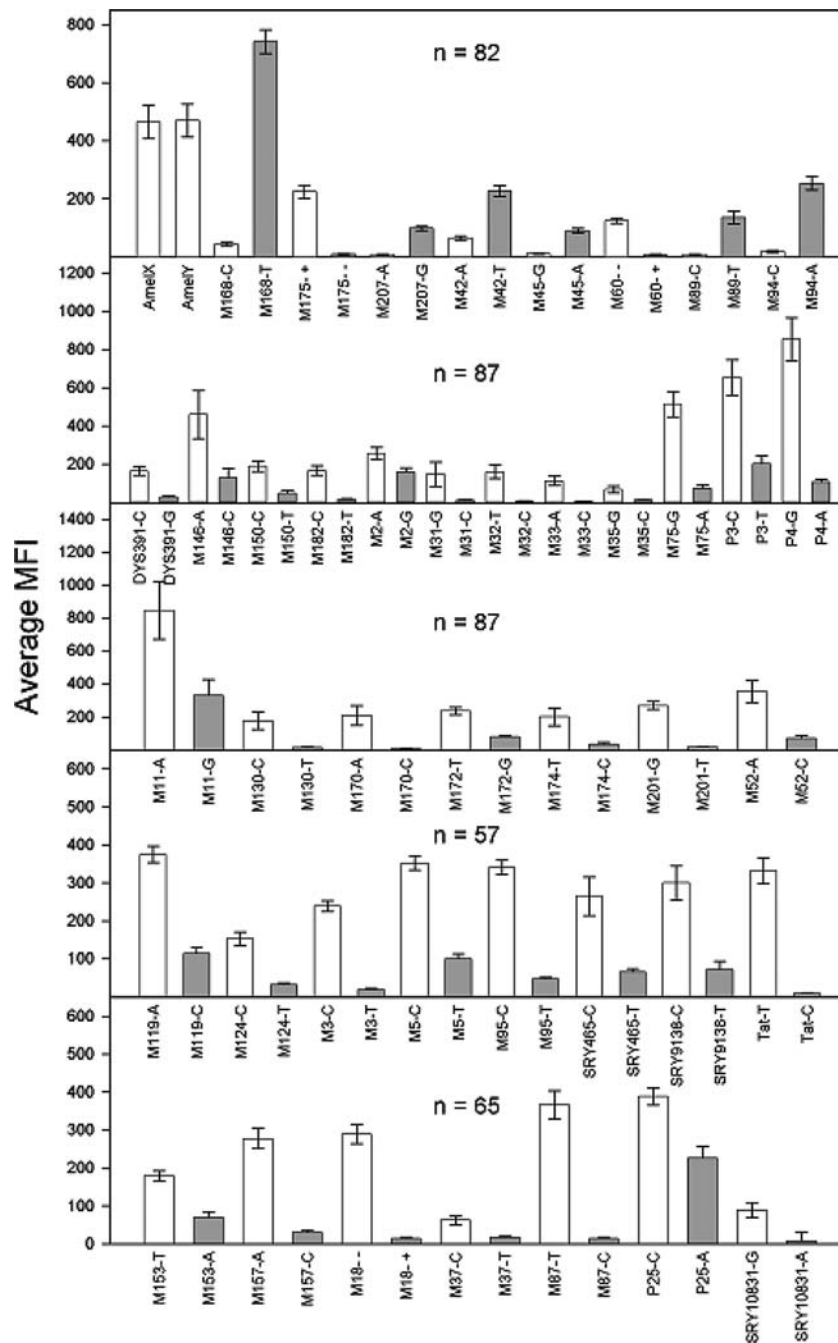 Average MFI
800
600
400
200
n = 82
AmelX
AmelY
M168-C
M168-T
M175- +
M175- -
M207-A
M207-G
M42-A
M42-T
M45-G
M45-A
M60- -
M60- +
M89-C
M89-T
M94-C
M94-A
1200
1000
800
600
400
200
n = 87
DYS391-C
DYS391-G
M146-A
M146-C
M150-C
M150-T
M182-C
M182-T
M2-A
M2-G
M31-G
M31-C
M32-T
M32-C
M33-A
M33-C
M35-G
M35-C
M75-G
M75-A
P3-C
P3-T
P4-G
P4-A
1400
1200
1000
800
600
400
200
n = 87
M11-A
M11-G
M130-C
M130-T
M170-A
M170-C
M172-T
M172-G
M174-T
M174-C
M201-G
M201-T
M52-A
M52-C
600
500
400
300
200
100
n = 57
M119-A
M119-C
M124-C
M124-T
M3-C
M3-T
M5-C
M5-T
M95-C
M95-T
SRY465-C
SRY465-T
SRY9138-C
SRY9138-T
Tat-T
Tat-C
600
500
400
300
200
100
0
n = 65
M153-T
M153-A
M157-A
M157-C
M18- -
M18- +
M37-C
M37-T
M87-T
M87-C
P25-C
P25-A
SRY10831-G
SRY10831-A